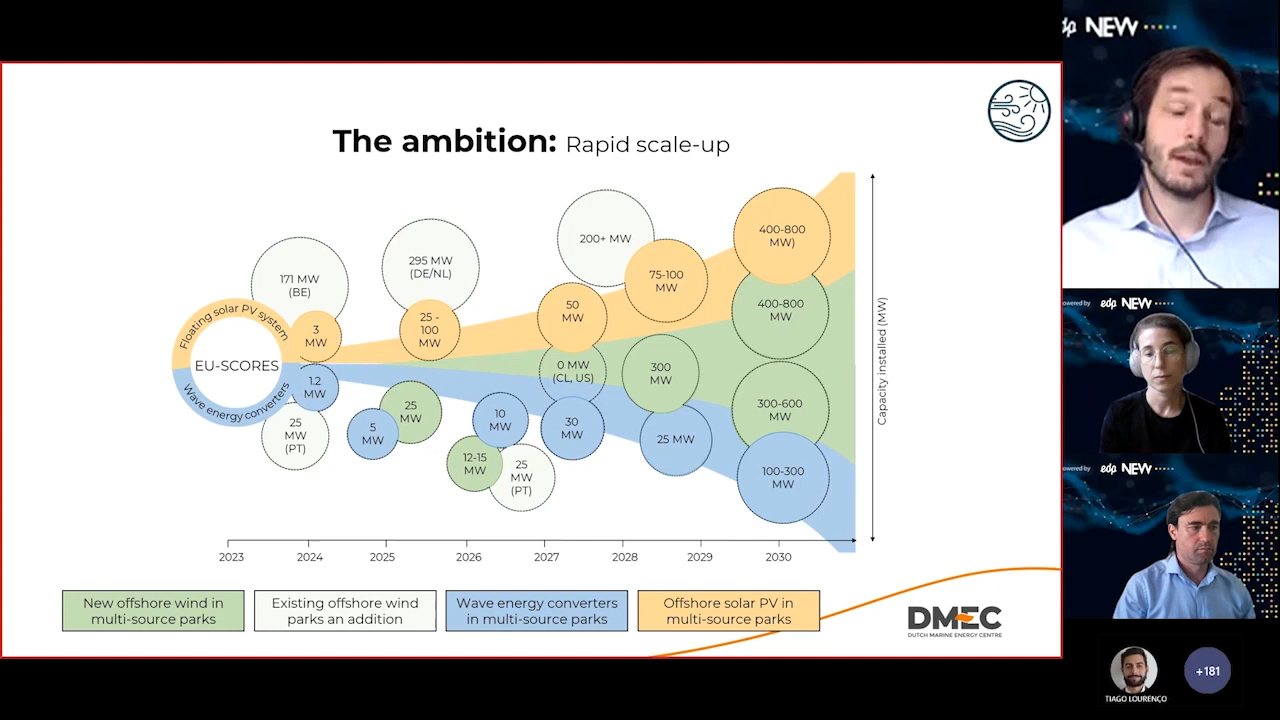 The ambition: Rapid scale-up
171 MW
(BE)
295 MW
(DE/NL)
200+ MW
400-800
MW)
75-100
MW
50
MW
25 -
100
MW
3
MW
Floating solar PV system
EU-SCORES
Wave energy converters
1.2
MW
25
MW
(PT)
5
MW
25
MW
10
MW
12-15
MW
25
MW
(PT)
0 MW
(CL, US)
30
MW
300
MW
25 MW
400-800
MW
300-600
MW
100-300
MW
Capacity installed (MW)
2023
2024
2025
2026
2027
2028
2029
2030
New offshore wind in
multi-source parks
Existing offshore wind
parks an addition
Wave energy converters
in multi-source parks
Offshore solar PV in
multi-source parks
DMEC
DUTCH MARINE ENERGY CENTRE
edp NEW
powered by edp NEW
powered by edp NEW
TIAGO LOURENÇO
+181